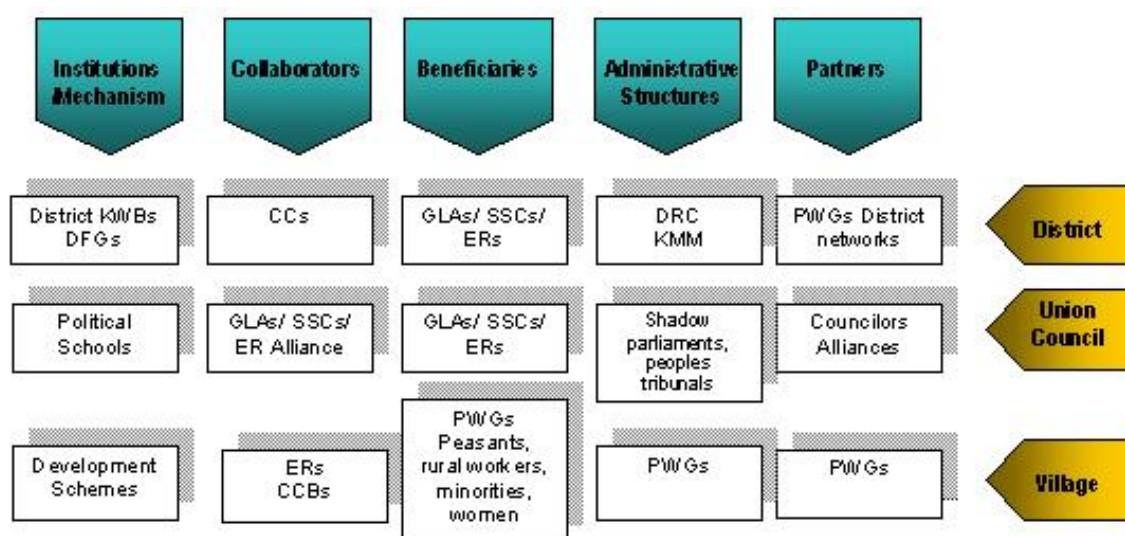 Institutions
/Mechanism
Collaborators
Beneficiaries
Administrative
Structures
Partners
District KWBs
DFGs
CCs
GLAs/ SSCs/
ERs
DRC
KMM
PWGs District
networks
District
Political
Schools
GLAs/ SSCs/
ER Alliance
GLAs/ SSCs/
ERs
Shadow
parliaments,
peoples
tribunals
Councilors
Alliances
Union
Council
Development
Schemes
ERs
CCBs
PWGs
Peasants,
rural workers,
minorities,
women
PWGs
PWGs
Village